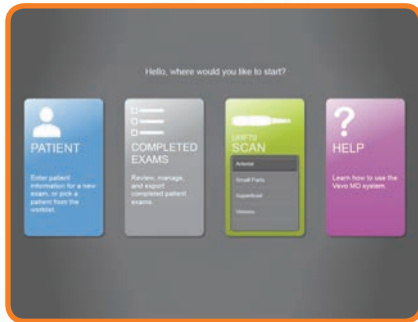 Hello, where would you like to start?
PATIENT
Enter patient
information for a new
exam, or pick a
patient from the
worklist.
COMPLETED
EXAMS
Review, manage,
and export
completed patient
exams.
UHF70
SCAN
Arterial
Small Parts
Superficial
Venous
?
HELP
Learn how to use the
Vevo MD system.